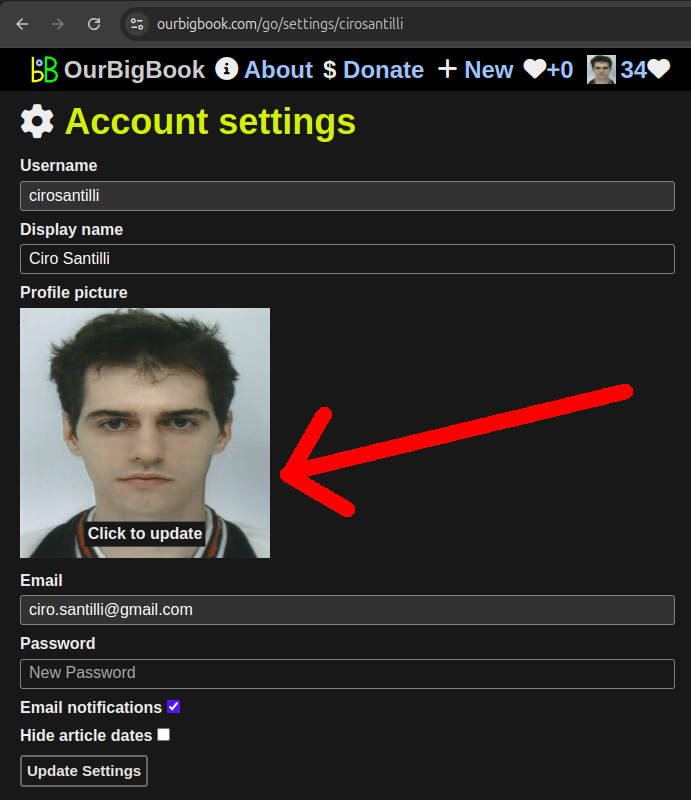 ourbigbook.com/go/settings/cirosantilli
OurBigBook About $ Donate + New +0 34
Account settings
Username
cirosantilli
Display name
Ciro Santilli
Profile picture
Click to update
Email
ciro.santilli@gmail.com
Password
New Password
Email notifications
Hide article dates
Update Settings